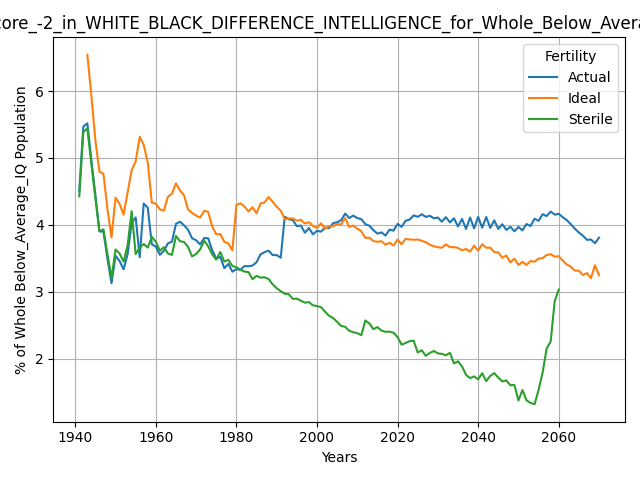 core_-2_in_WHITE_BLACK_DIFFERENCE_INTELLIGENCE_for_Whole_Below_Avera
Fertility
Actual
Ideal
Sterile
% of Whole Below_Average_IQ Population
6
5
4
3
2
1940
1960
1980
2000
2020
2040
2060
Years